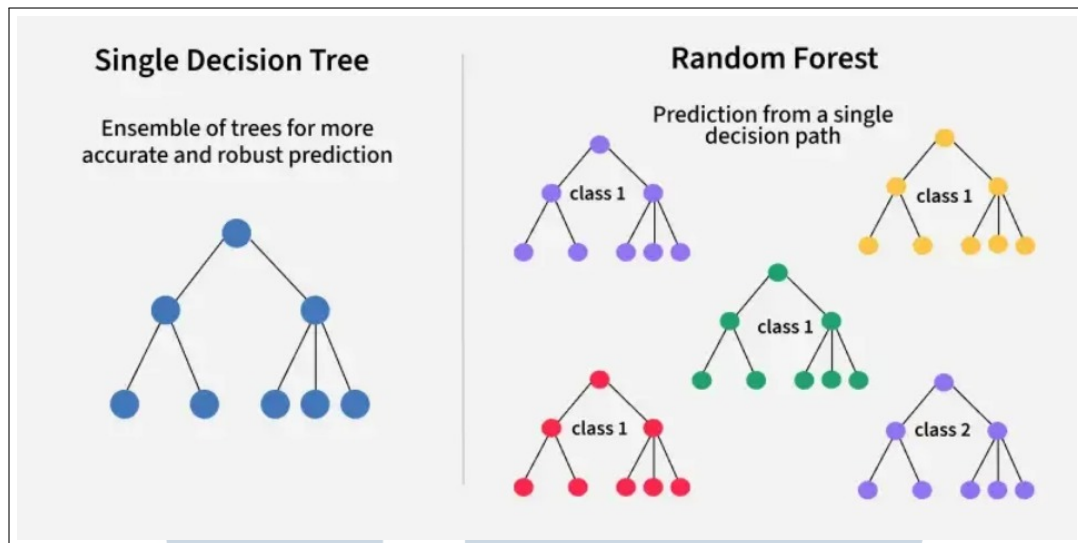 Single Decision Tree
Ensemble of trees for more
accurate and robust prediction
Random Forest
Prediction from a single
decision path
class 1
class 1
class 1
class 1
class 2